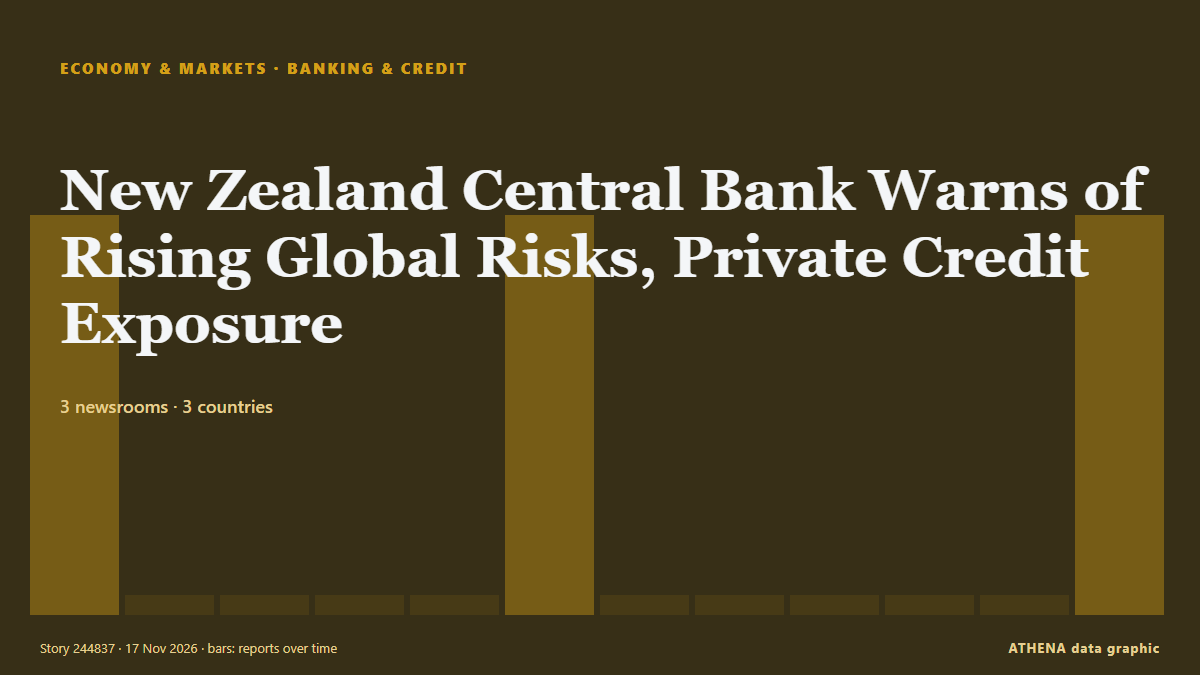 ECONOMY & MARKETS · BANKING & CREDIT
New Zealand Central Bank Warns of
Rising Global Risks, Private Credit
Exposure
3 newsrooms · 3 countries
Story 244837 · 17 Nov 2026 · bars: reports over time
ATHENA data graphic